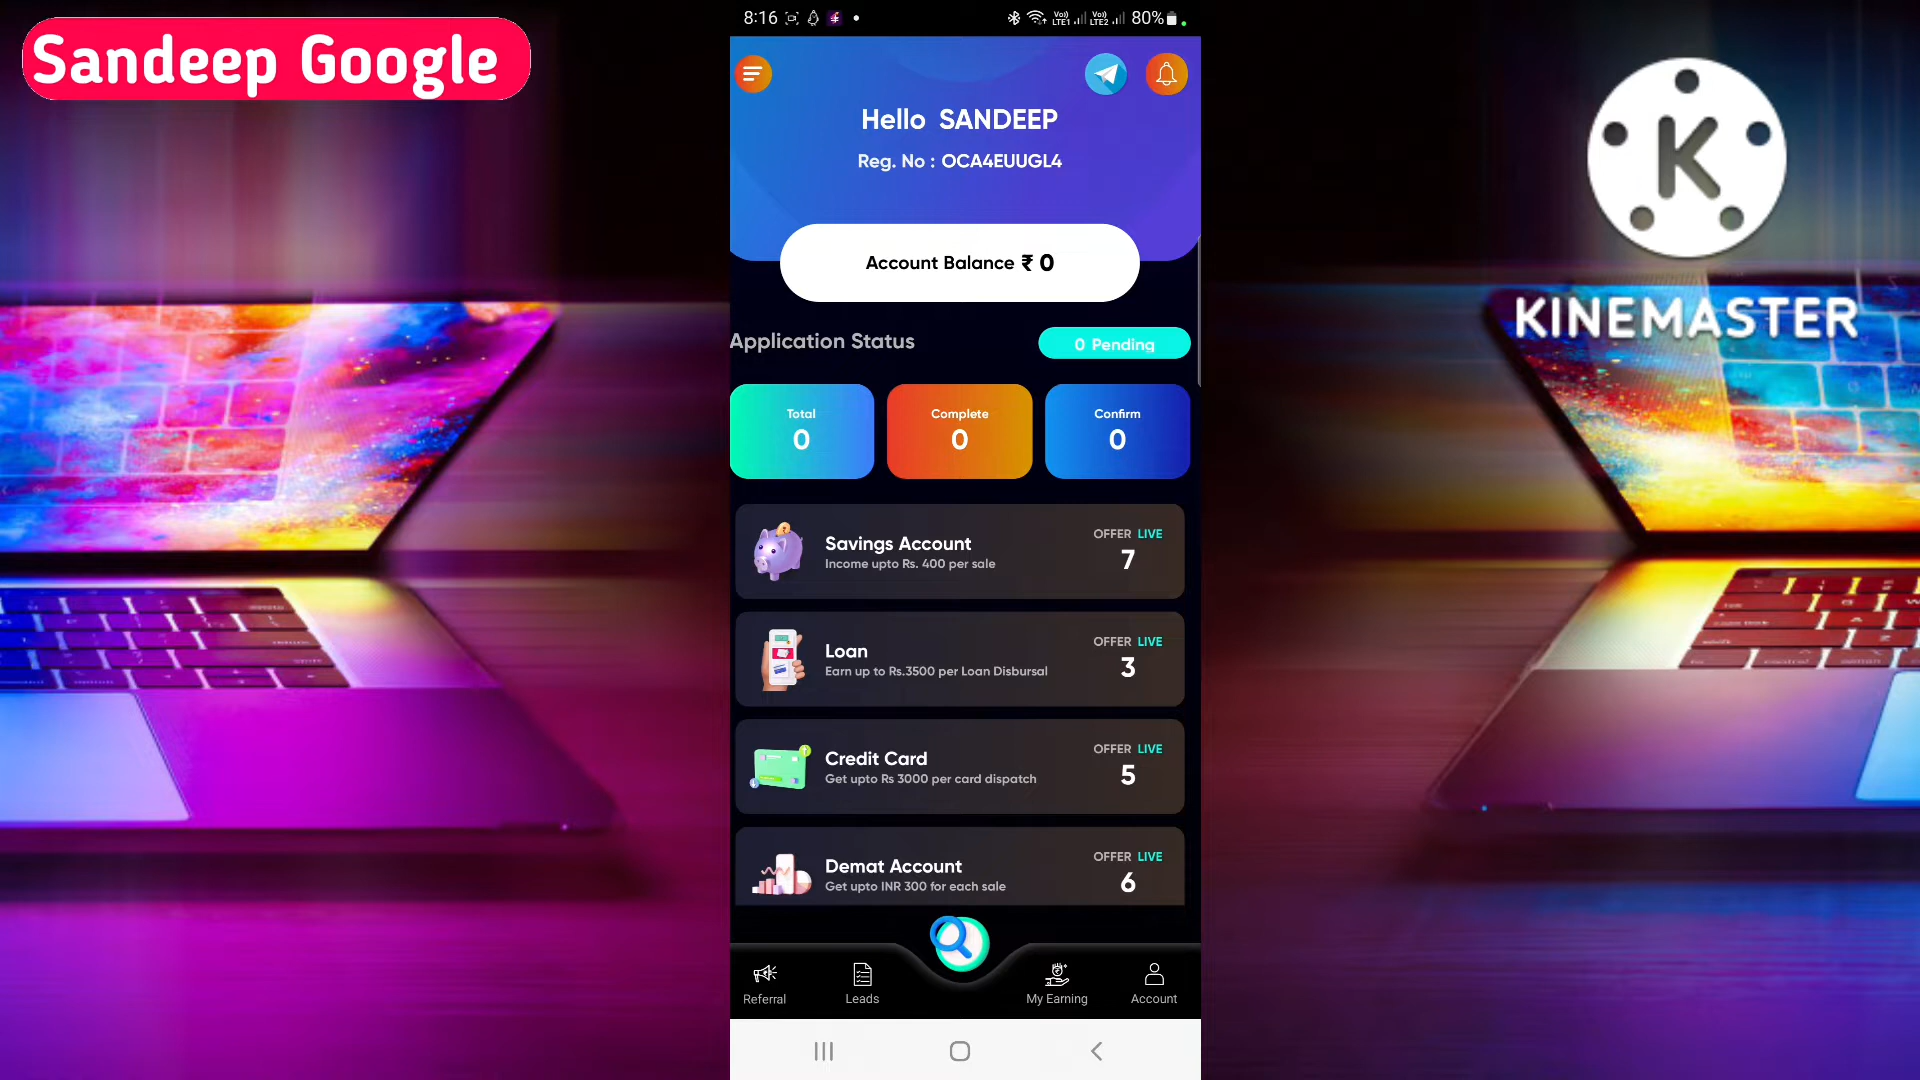 Sandeep Google
8:16
Vo)) LTE1 Vo)) LTE2 80%
Hello SANDEEP
Reg. No : OCA4EUUGL4
Account Balance ₹ 0
Application Status
0 Pending
Total
0
Complete
0
Confirm
0
Savings Account
Income upto Rs. 400 per sale
OFFER LIVE
7
Loan
Earn up to Rs.3500 per Loan Disbursal
OFFER LIVE
3
Credit Card
Get upto Rs 3000 per card dispatch
OFFER LIVE
5
Demat Account
Get upto INR 300 for each sale
OFFER LIVE
6
Referral
Leads
My Earning
Account
K
KINEMASTER